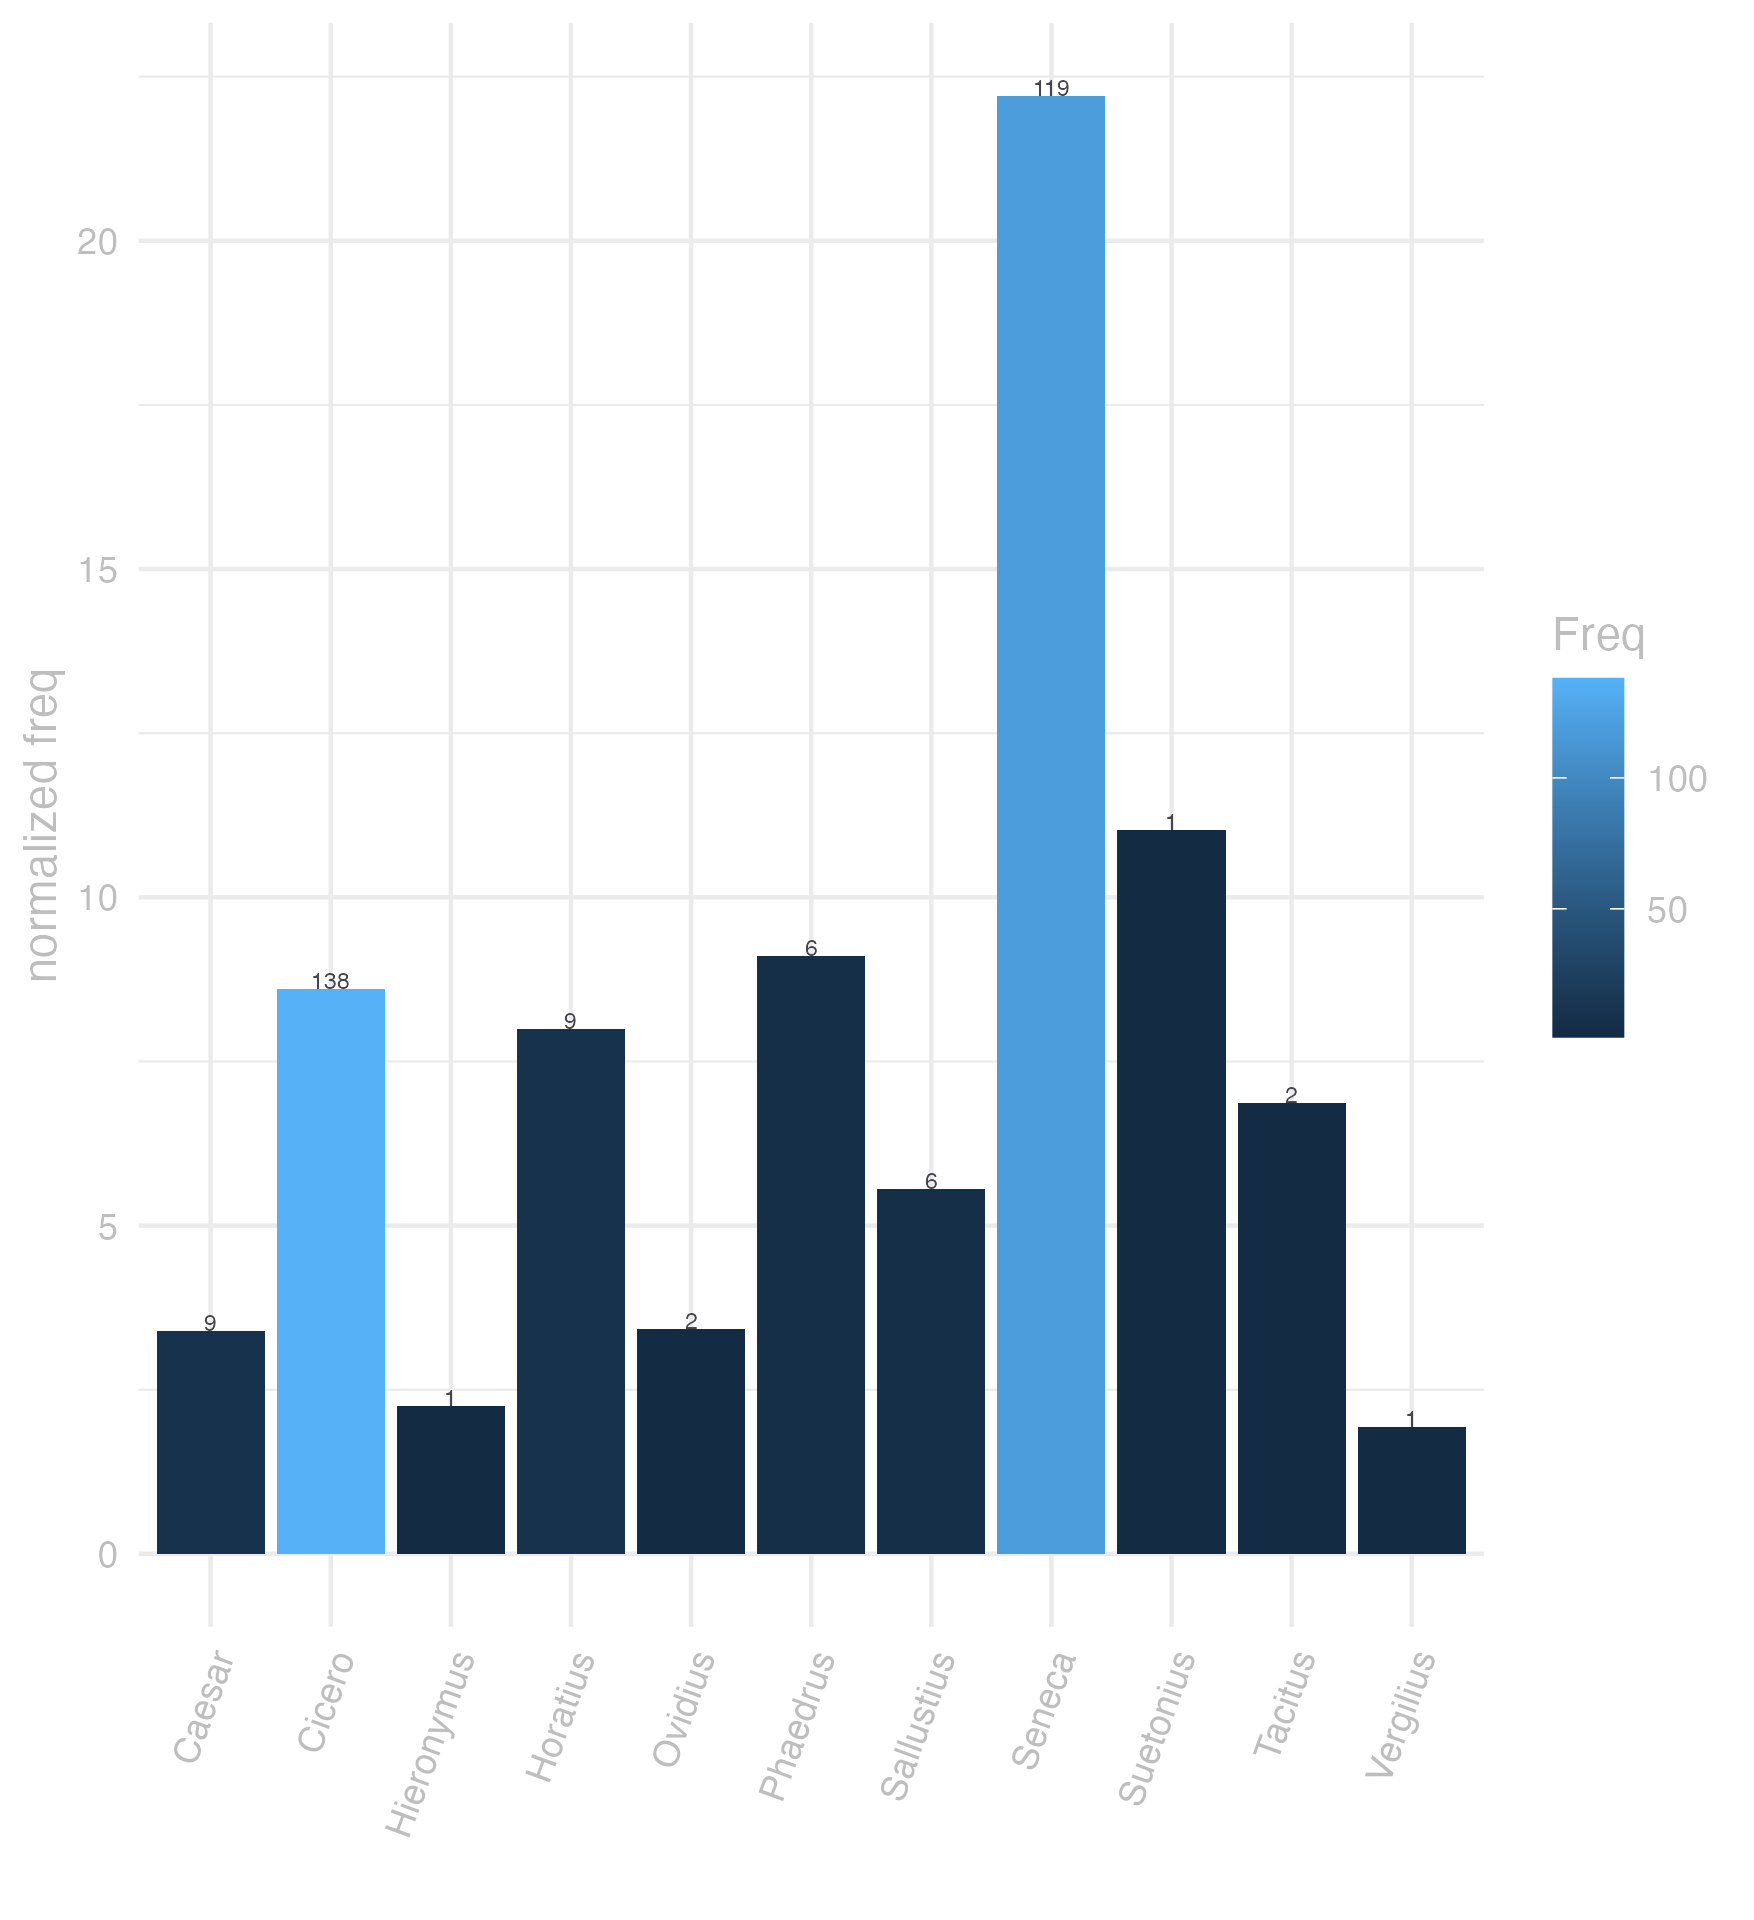 119
20
15
10
5
0
normalized freq
138
9
1
9
2
6
6
1
2
1
Caesar
Cicero
Hieronymus
Horatius
Ovidius
Phaedrus
Sallustius
Seneca
Suetonius
Tacitus
Vergilius
Freq
100
50